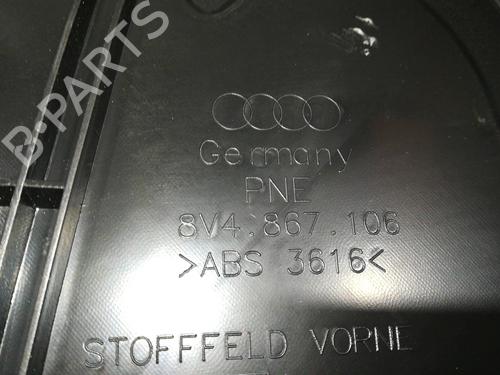 B-PARTS
Germany
PNE
8V4.867.106
>ABS 3616<
STOFFFELD VORNE